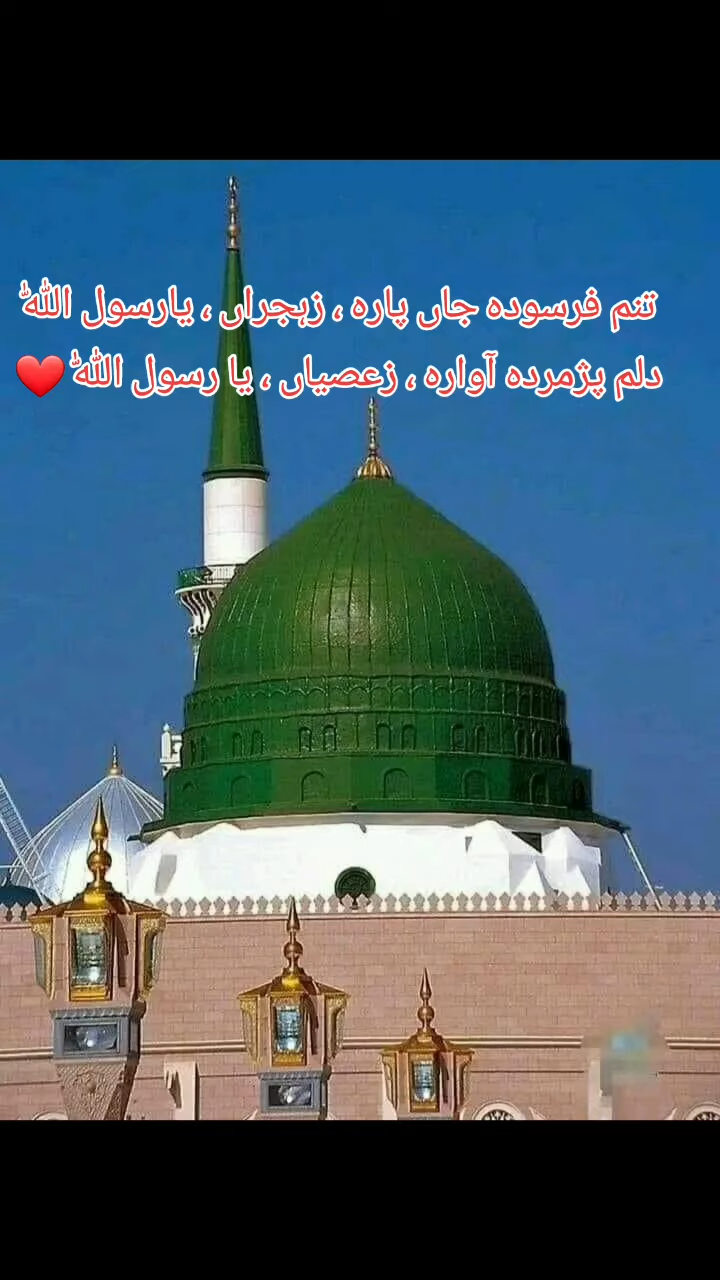 تنم فرسوده جاں پاره ، زہجراں ، یارسول اللہ
دلم پژمرده آواره ، زعصیاں ، یا رسول اللہ ❤️